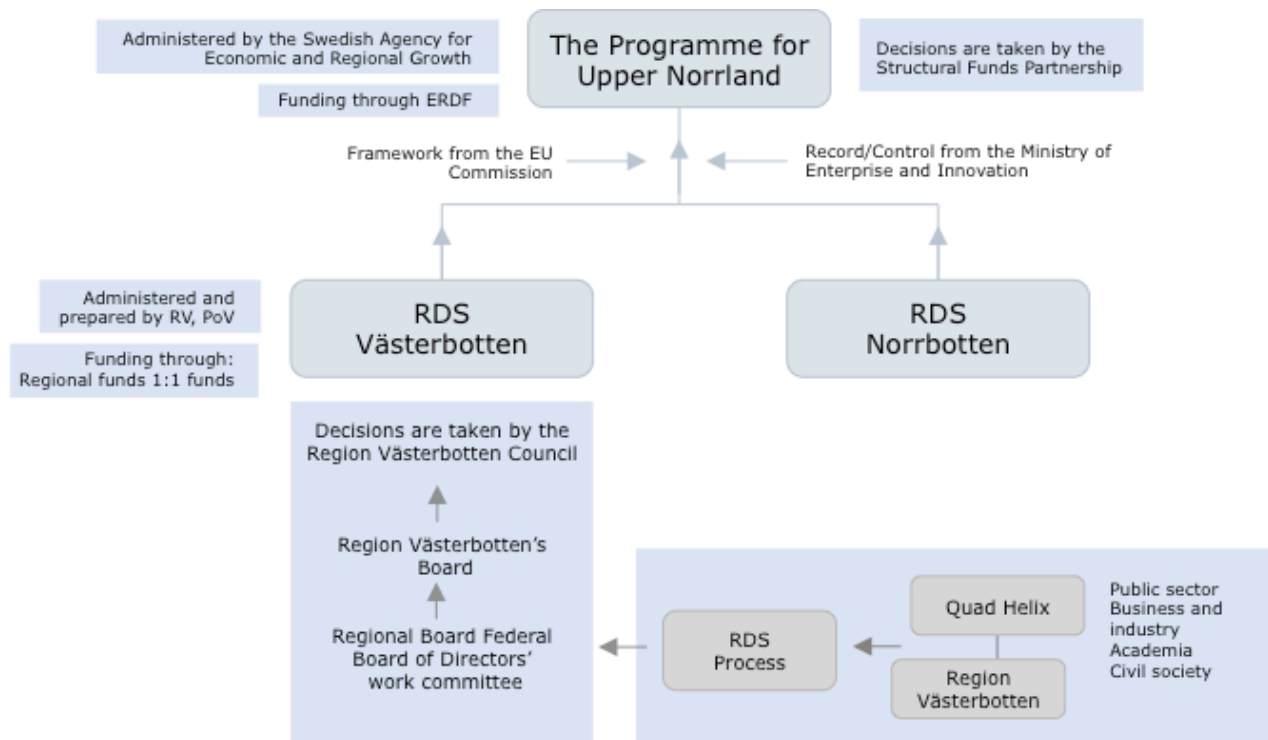 Administered by the Swedish Agency for
Economic and Regional Growth
Funding through ERDF
The Programme for
Upper Norrland
Decisions are taken by the
Structural Funds Partnership
Framework from the EU
Commission
Record/Control from the Ministry of
Enterprise and Innovation
Administered and
prepared by RV, PoV
Funding through:
Regional funds 1:1 funds
RDS
Västerbotten
RDS
Norrbotten
Decisions are taken by the
Region Västerbotten Council
Region Västerbotten’s
Board
Regional Board Federal
Board of Directors’
work committee
RDS
Process
Quad Helix
Region
Västerbotten
Public sector
Business and
industry
Academia
Civil society